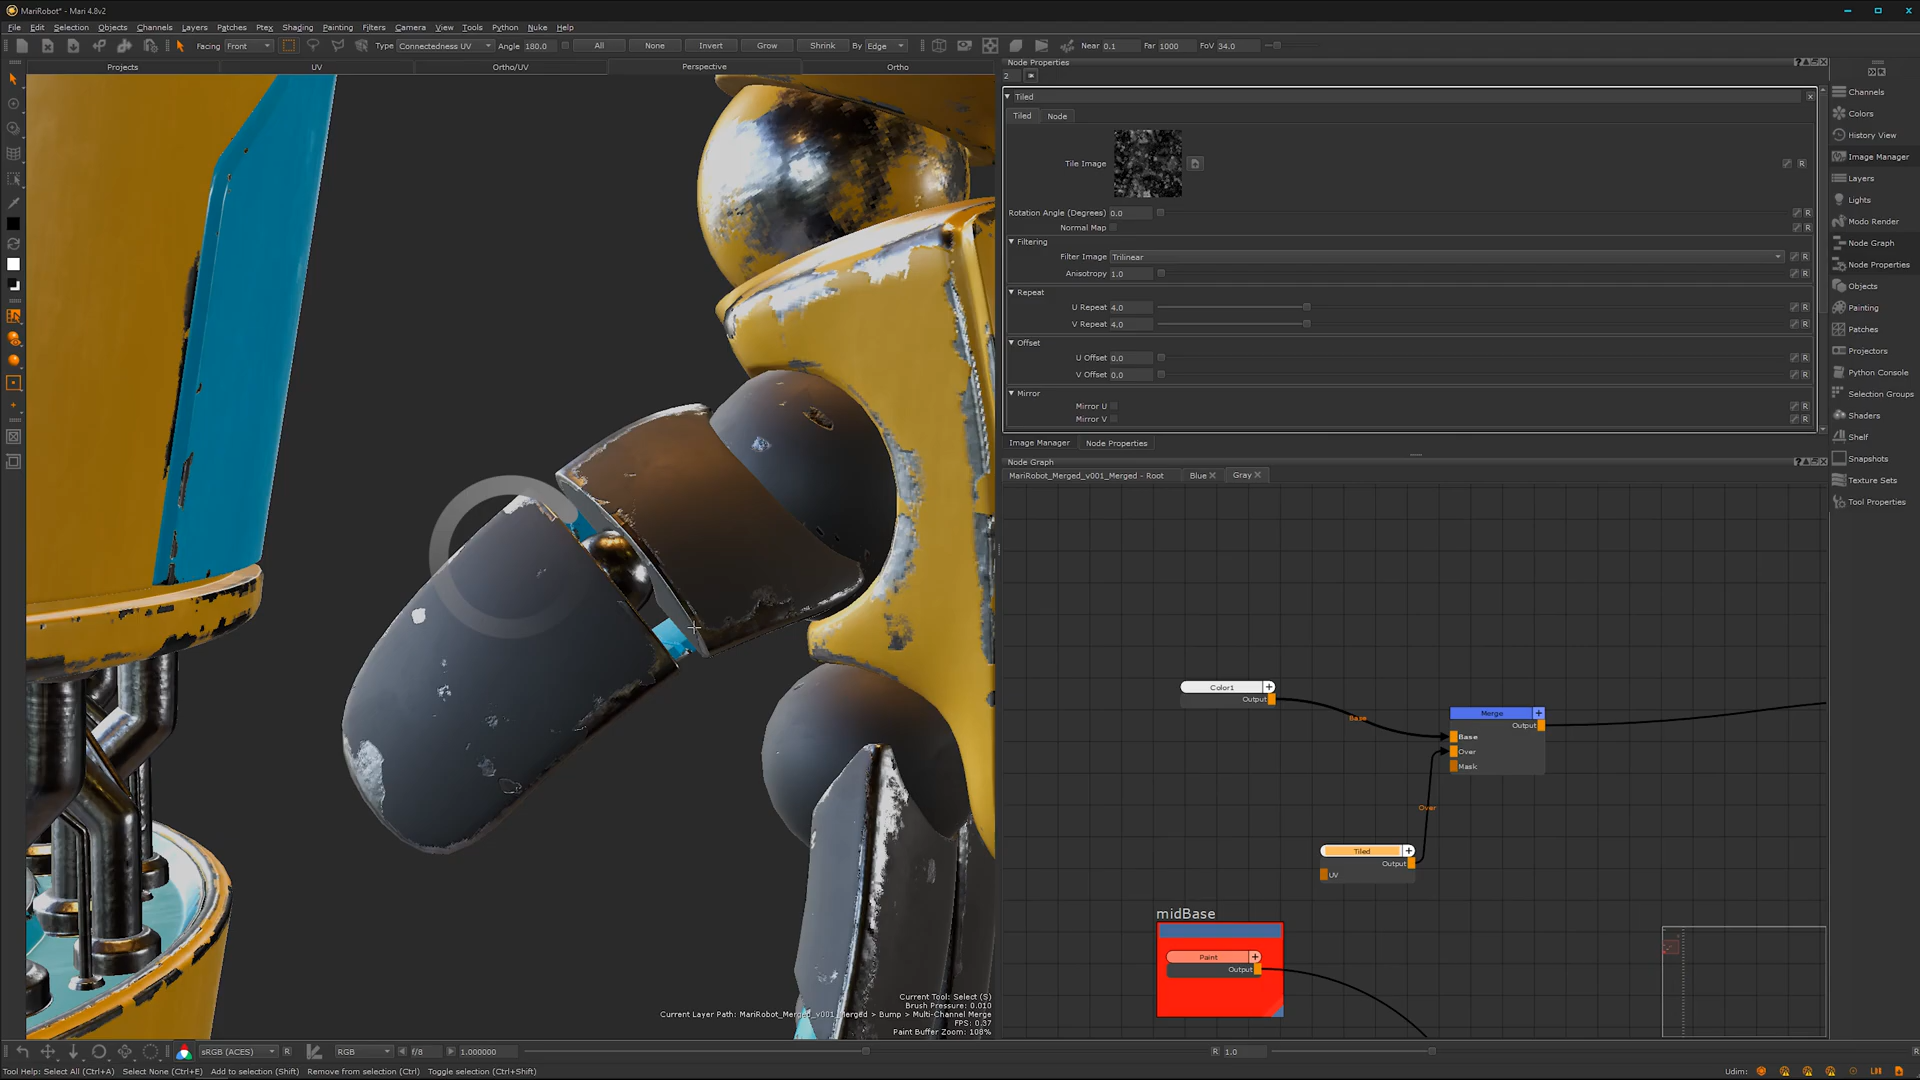 MariRobot* - Mari 4.8v2
File Edit Selection Objects Channels Layers Patches Ptex Shading Painting Filters Camera View Tools Python Nuke Help
Facing Front Type Connectedness UV Angle 180.0 All None Invert Grow Shrink By Edge Near 0.1 Far 1000 FoV 34.0
Projects UV Ortho/UV Perspective Ortho
Node Properties
2
Tiled
Tiled Node
Tile Image
Rotation Angle (Degrees) 0.0 R
Normal Map R
Filtering
Filter Image Trilinear R
Anisotropy 1.0 R
Repeat
U Repeat 4.0 R
V Repeat 4.0 R
Offset
U Offset 0.0 R
V Offset 0.0 R
Mirror
Mirror U R
Mirror V R
Image Manager Node Properties
Node Graph
MariRobot_Merged_v001_Merged - Root Blue Gray
Color1
Output
Base
Merge
Output
Base
Over
Mask
Over
Tiled
Output
UV
midBase
Paint
Output
Channels
Colors
History View
Image Manager
Layers
Lights
Modo Render
Node Graph
Node Properties
Objects
Painting
Patches
Projectors
Python Console
Selection Groups
Shaders
Shelf
Snapshots
Texture Sets
Tool Properties
Current Tool: Select (S)
Brush Pressure: 0.010
Current Layer Path: MariRobot_Merged_v001_Merged > Bump > Multi-Channel Merge
FPS: 0.37
Paint Buffer Zoom: 108%
sRGB (ACES) R RGB f/8 1.000000 R 1.0 R
Tool Help: Select All (Ctrl+A) Select None (Ctrl+E) Add to selection (Shift) Remove from selection (Ctrl) Toggle selection (Ctrl+Shift) Udim: